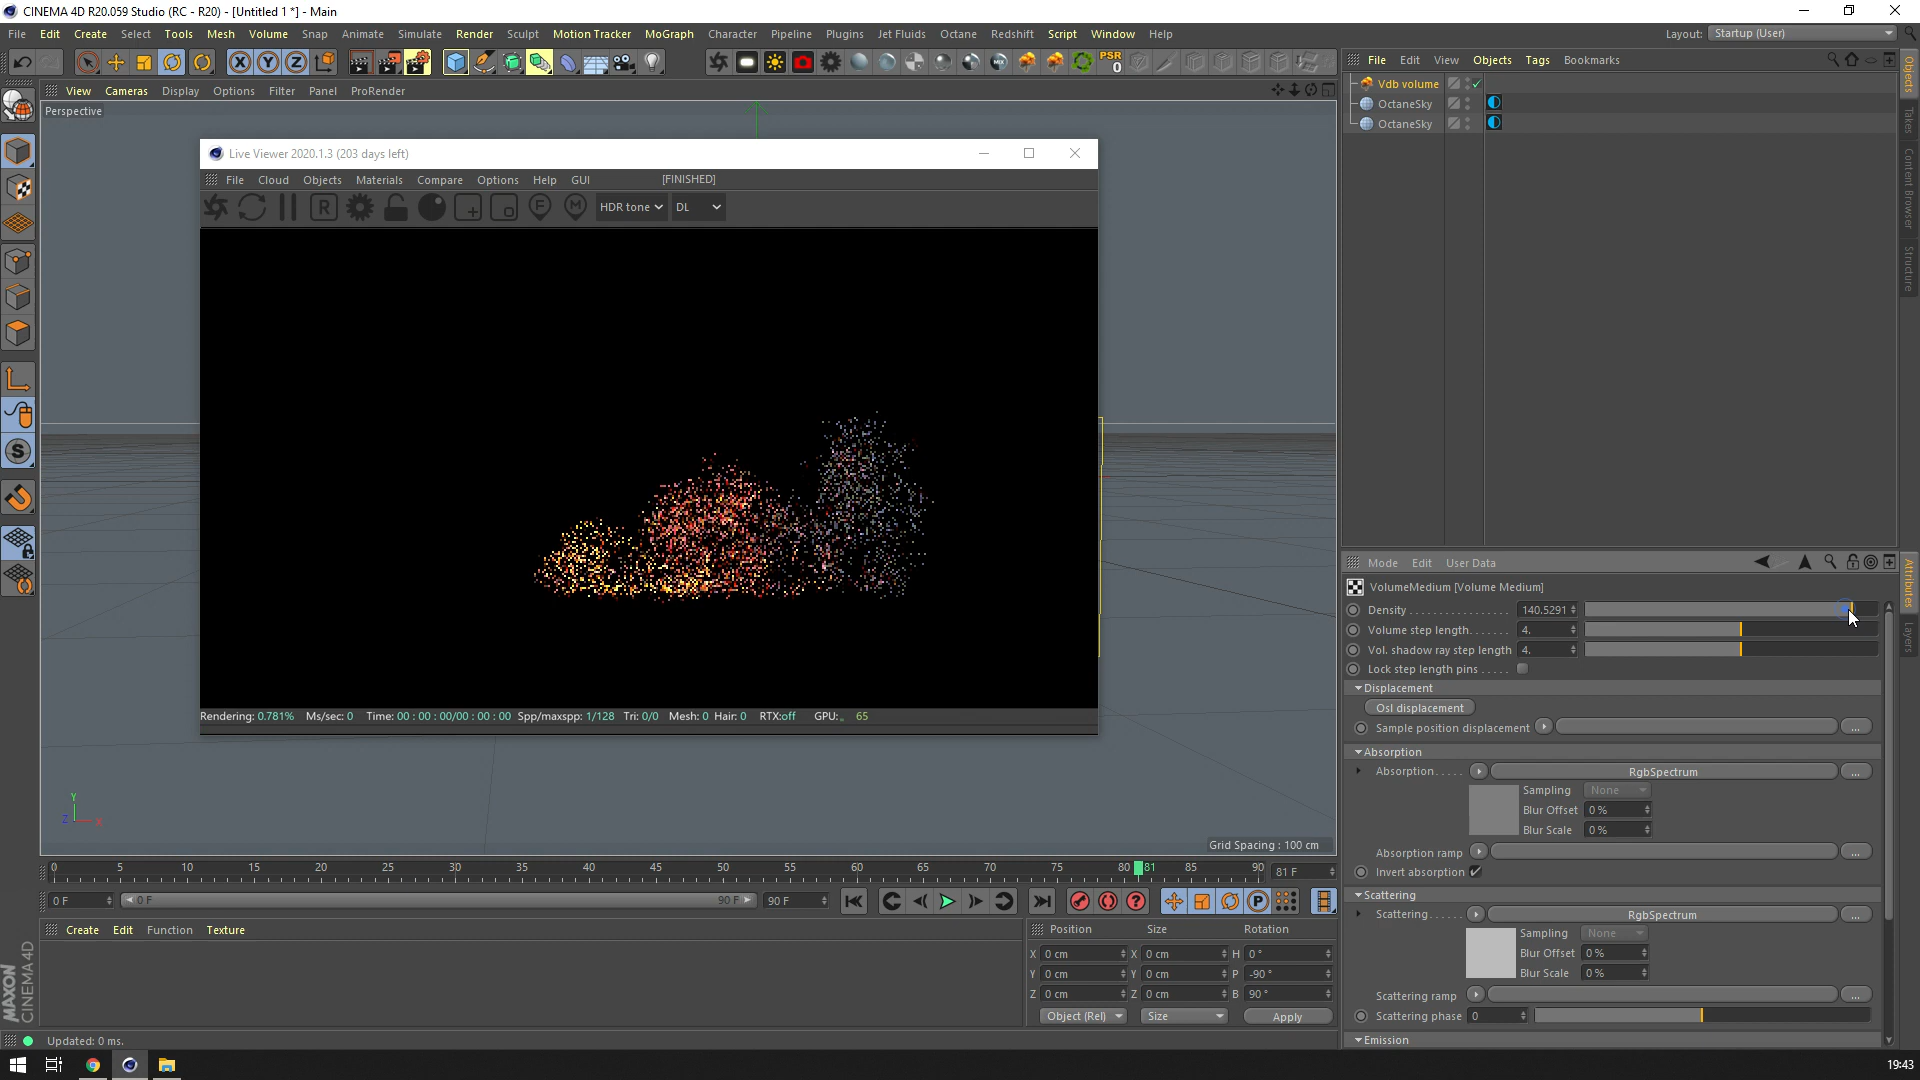 CINEMA 4D R20.059 Studio (RC - R20) - [Untitled 1 *] - Main
File Edit Create Select Tools Mesh Volume Snap Animate Simulate Render Sculpt Motion Tracker MoGraph Character Pipeline Plugins Jet Fluids Octane Redshift Script Window Help
Layout: Startup (User)
X Y Z PSR 0
File Edit View Objects Tags Bookmarks
View Cameras Display Options Filter Panel ProRender
Perspective
Vdb volume
OctaneSky
OctaneSky
Objects
Takes
Content Browser
Structure
Live Viewer 2020.1.3 (203 days left)
File Cloud Objects Materials Compare Options Help GUI [FINISHED]
R F M HDR tone DL
Rendering: 0.781% Ms/sec: 0 Time: 00 : 00 : 00/00 : 00 : 00 Spp/maxspp: 1/128 Tri: 0/0 Mesh: 0 Hair: 0 RTX:off GPU: 65
Y
Z X
Grid Spacing : 100 cm
Mode Edit User Data
VolumeMedium [Volume Medium]
Attributes
Layers
Density 140.5291
Volume step length 4.
Vol. shadow ray step length 4.
Lock step length pins
Displacement
Osl displacement
Sample position displacement ...
Absorption
Absorption RgbSpectrum ...
Sampling None
Blur Offset 0 %
Blur Scale 0 %
Absorption ramp ...
Invert absorption
Scattering
Scattering RgbSpectrum ...
Sampling None
Blur Offset 0 %
Blur Scale 0 %
Scattering ramp ...
Scattering phase 0
Emission
0 5 10 15 20 25 30 35 40 45 50 55 60 65 70 75 80 81 85 90 81 F
0 F 0 F 90 F 90 F
Create Edit Function Texture
Position Size Rotation
X 0 cm X 0 cm H 0 °
Y 0 cm Y 0 cm P -90 °
Z 0 cm Z 0 cm B 90 °
Object (Rel) Size Apply
MAXON
CINEMA 4D
Updated: 0 ms.
19:43